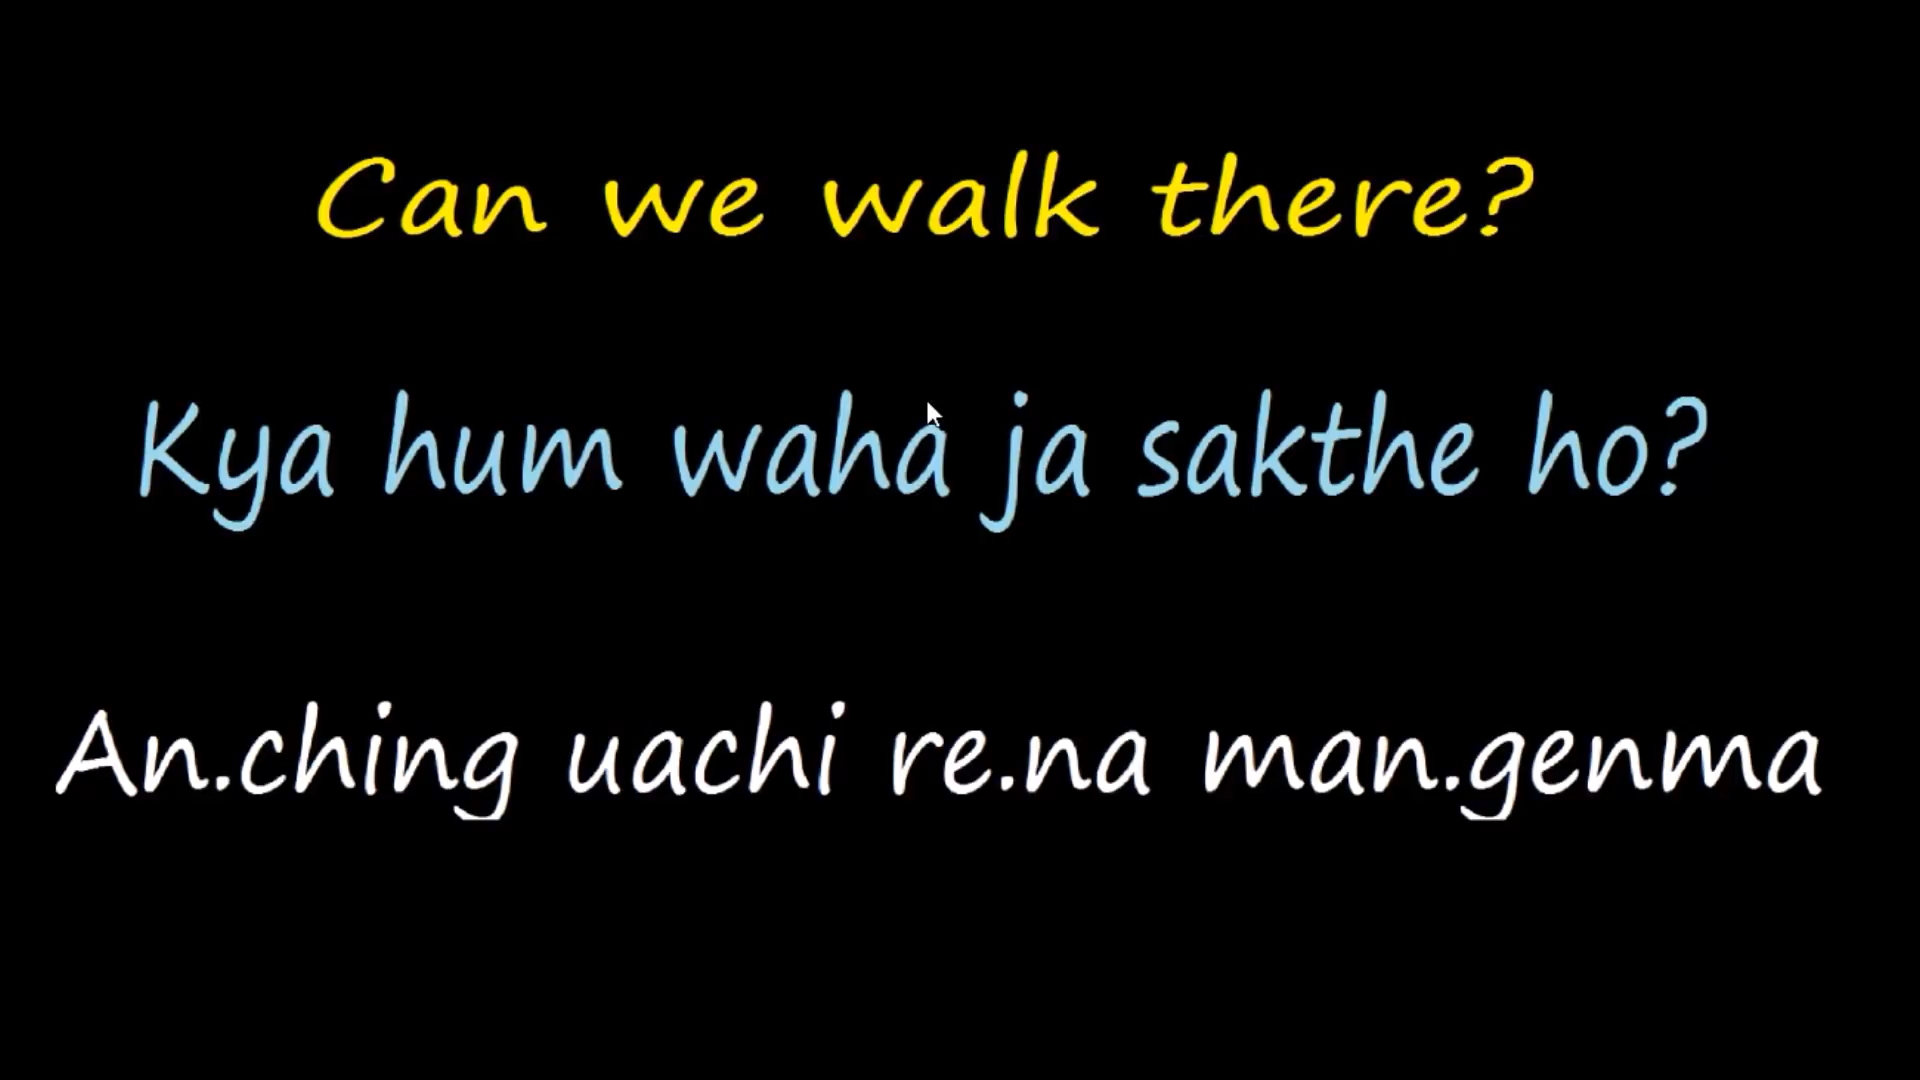 Can we walk there?
Kya hum waha ja sakthe ho?
An.ching uachi re.na man.genma